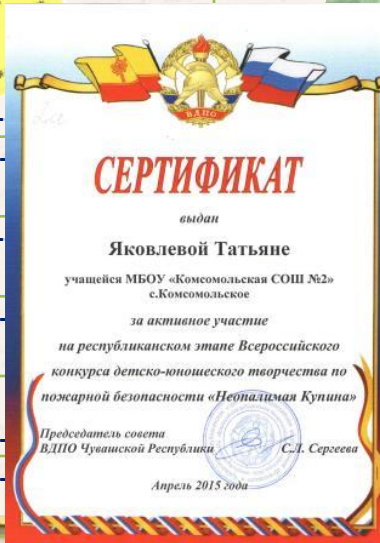 ВДПО
СЕРТИФИКАТ
выдан
Яковлевой Татьяне
учащейся МБОУ «Комсомольская СОШ №2»
с.Комсомольское
за активное участие
на республиканском этапе Всероссийского
конкурса детско-юношеского творчества по
пожарной безопасности «Неопалимая Купина»
Председатель совета
ВДПО Чувашской Республики С.Л. Сергеева
Апрель 2015 года